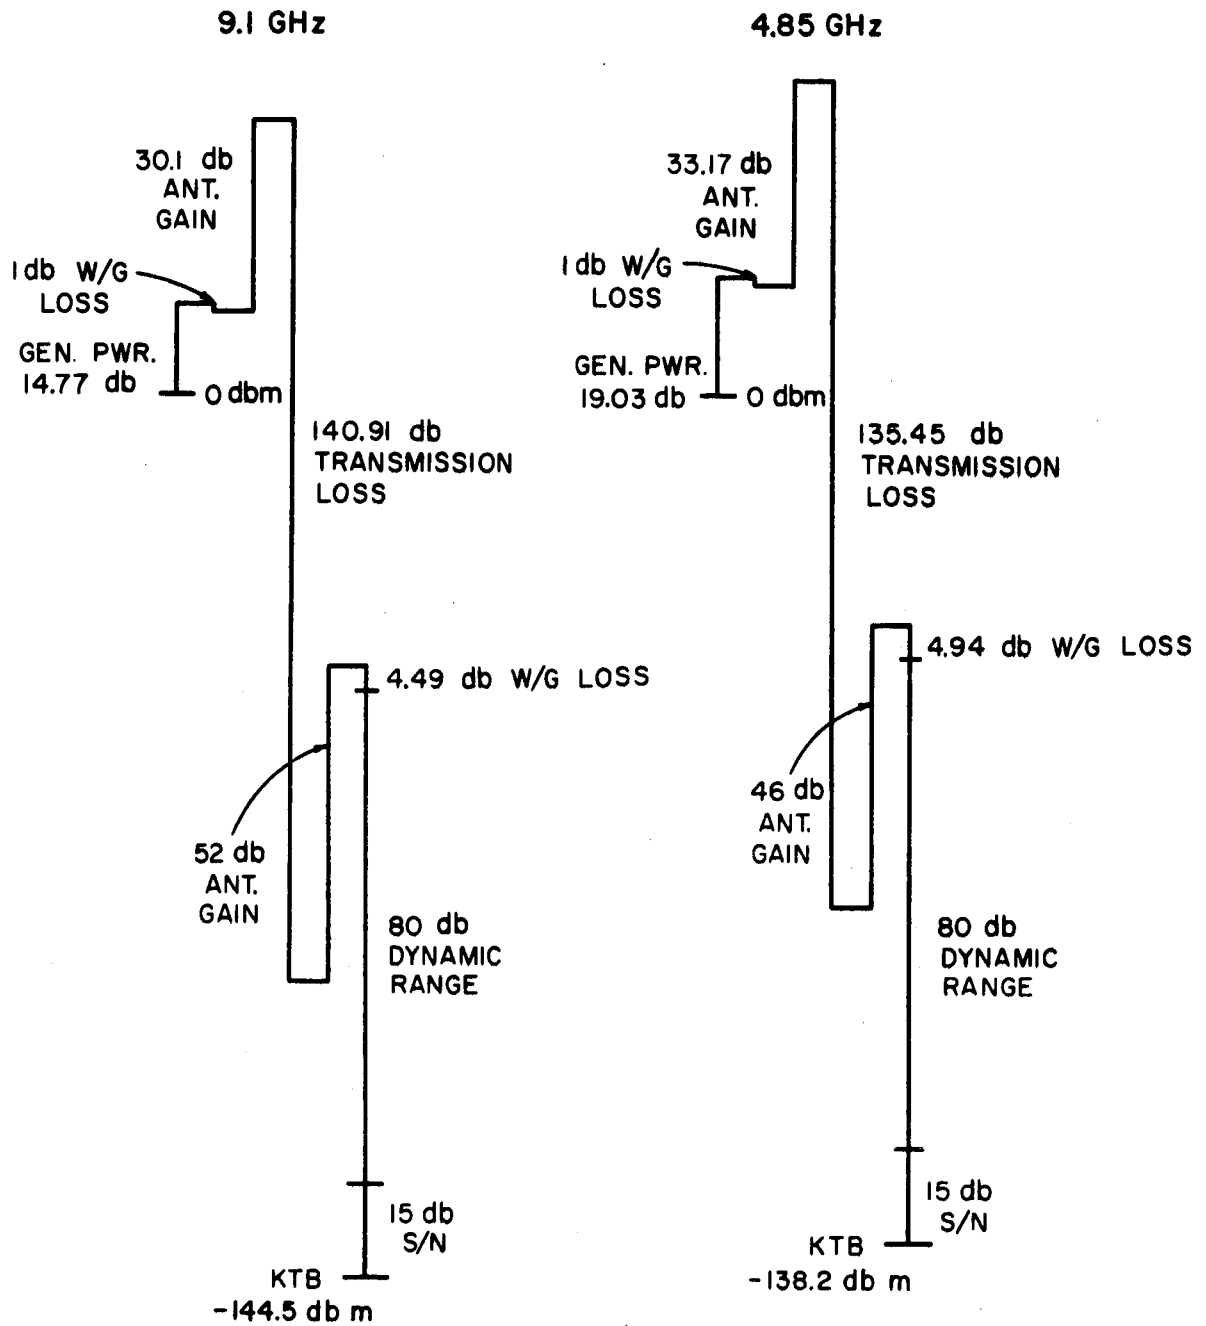 9.1 GHz
30.1 db
ANT.
GAIN
1 db W/G
LOSS
GEN. PWR.
14.77 db
0 dbm
140.91 db
TRANSMISSION
LOSS
4.49 db W/G LOSS
52 db
ANT.
GAIN
80 db
DYNAMIC
RANGE
15 db
S/N
KTB
-144.5 db m
4.85 GHz
33.17 db
ANT.
GAIN
1 db W/G
LOSS
GEN. PWR.
19.03 db
0 dbm
135.45 db
TRANSMISSION
LOSS
4.94 db W/G LOSS
46 db
ANT.
GAIN
80 db
DYNAMIC
RANGE
15 db
S/N
KTB
-138.2 db m